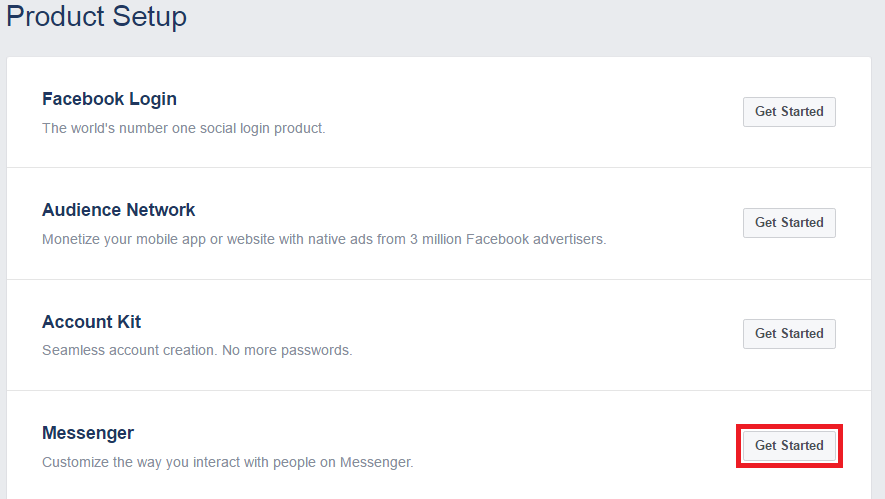 Product Setup
Facebook Login
The world's number one social login product.
Get Started
Audience Network
Monetize your mobile app or website with native ads from 3 million Facebook advertisers.
Get Started
Account Kit
Seamless account creation. No more passwords.
Get Started
Messenger
Customize the way you interact with people on Messenger.
Get Started